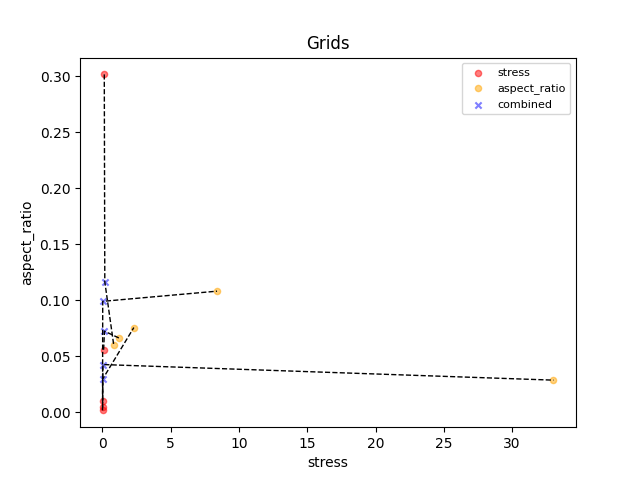 Grids
stress
aspect_ratio
combined
0.30
0.25
0.20
0.15
0.10
0.05
0.00
aspect_ratio
0 5 10 15 20 25 30
stress